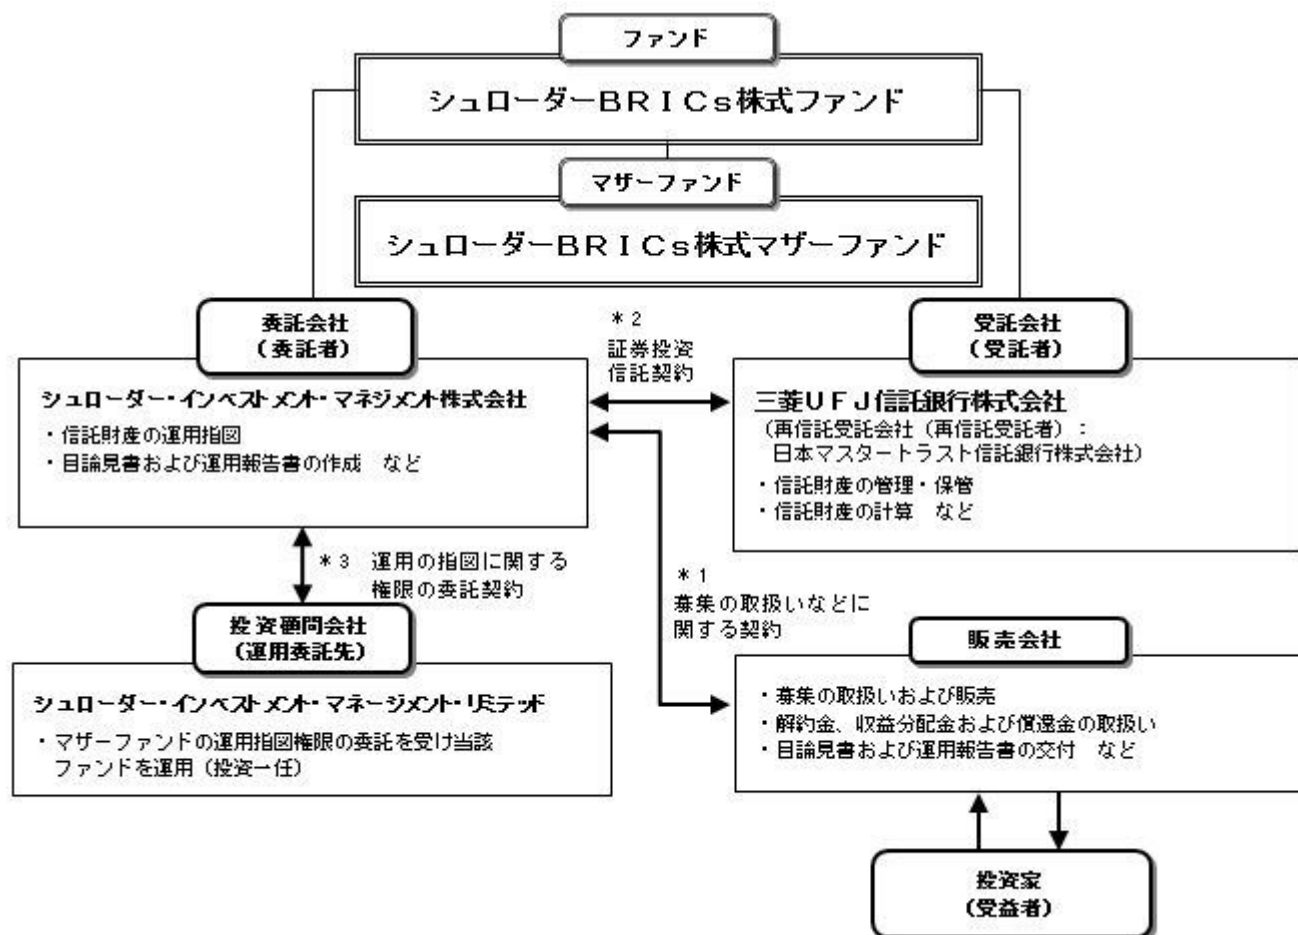 ファンド
シュローダーＢＲＩＣｓ株式ファンド
マザーファンド
シュローダーＢＲＩＣｓ株式マザーファンド
委託会社
（委託者）
シュローダー・インベストメント・マネジメント株式会社
・信託財産の運用指図
・目論見書および運用報告書の作成　など
＊２
証券投資
信託契約
受託会社
（受託者）
三菱ＵＦＪ信託銀行株式会社
（再信託受託会社（再信託受託者）：
日本マスタートラスト信託銀行株式会社）
・信託財産の管理・保管
・信託財産の計算　など
＊３　運用の指図に関する
権限の委託契約
＊１
募集の取扱いなどに
関する契約
投資顧問会社
（運用委託先）
シュローダー・インベストメント・マネージメント・リミテッド
・マザーファンドの運用指図権限の委託を受け当該
ファンドを運用（投資一任）
販売会社
・募集の取扱いおよび販売
・解約金、収益分配金および償還金の取扱い
・目論見書および運用報告書の交付　など
投資家
（受益者）